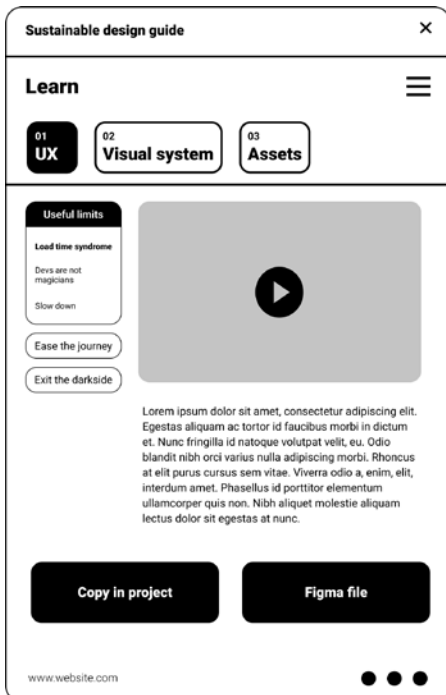 Sustainable design guide
Learn
01
UX
02
Visual system
03
Assets
Useful limits
Load time syndrome
Devs are not
magicians
Slow down
Ease the journey
Exit the darkside
Lorem ipsum dolor sit amet, consectetur adipiscing elit.
Egestas aliquam ac tortor id faucibus morbi in dictum
et. Nunc fringilla id natoque volutpat velit, eu. Odio
blandit nibh orci varius nulla adipiscing morbi. Rhoncus
at elit purus cursus sem vitae. Viverra odio a, enim, elit,
interdum amet. Phasellus id porttitor elementum
ullamcorper quis non. Nibh aliquet molestie aliquam
lectus dolor sit egestas at nunc.
Copy in project
Figma file
www.website.com